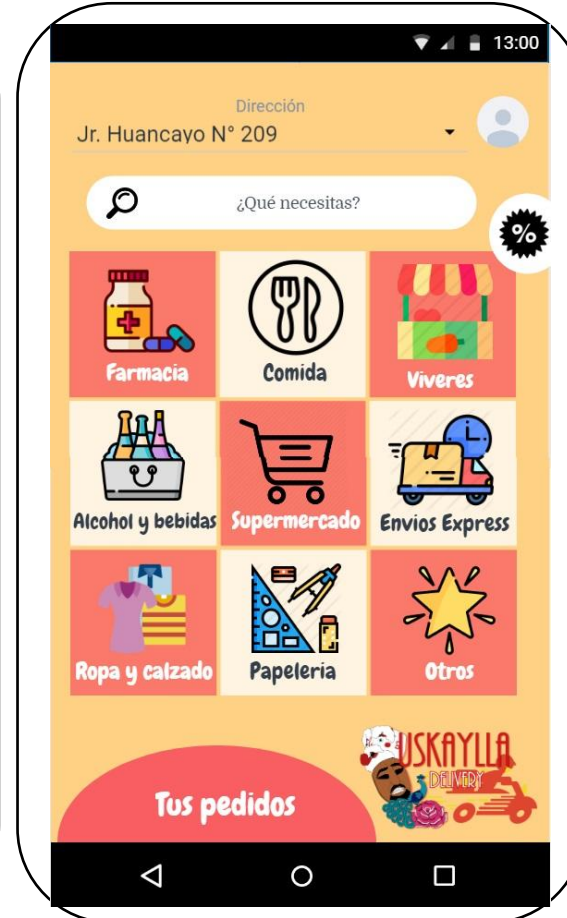 13:00
Dirección
Jr. Huancayo N° 209
¿Qué necesitas?
%
Farmacia
Comida
Viveres
Alcohol y bebidas
Supermercado
Envios Express
Ropa y calzado
Papeleria
Otros
USKAYLLA
DELIVERY
Tus pedidos